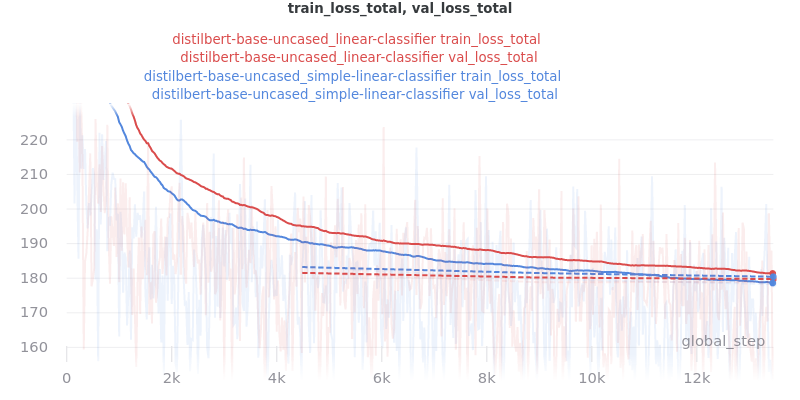 train_loss_total, val_loss_total
distilbert-base-uncased_linear-classifier train_loss_total
distilbert-base-uncased_linear-classifier val_loss_total
distilbert-base-uncased_simple-linear-classifier train_loss_total
distilbert-base-uncased_simple-linear-classifier val_loss_total
220
210
200
190
180
170
160
global_step
0 2k 4k 6k 8k 10k 12k